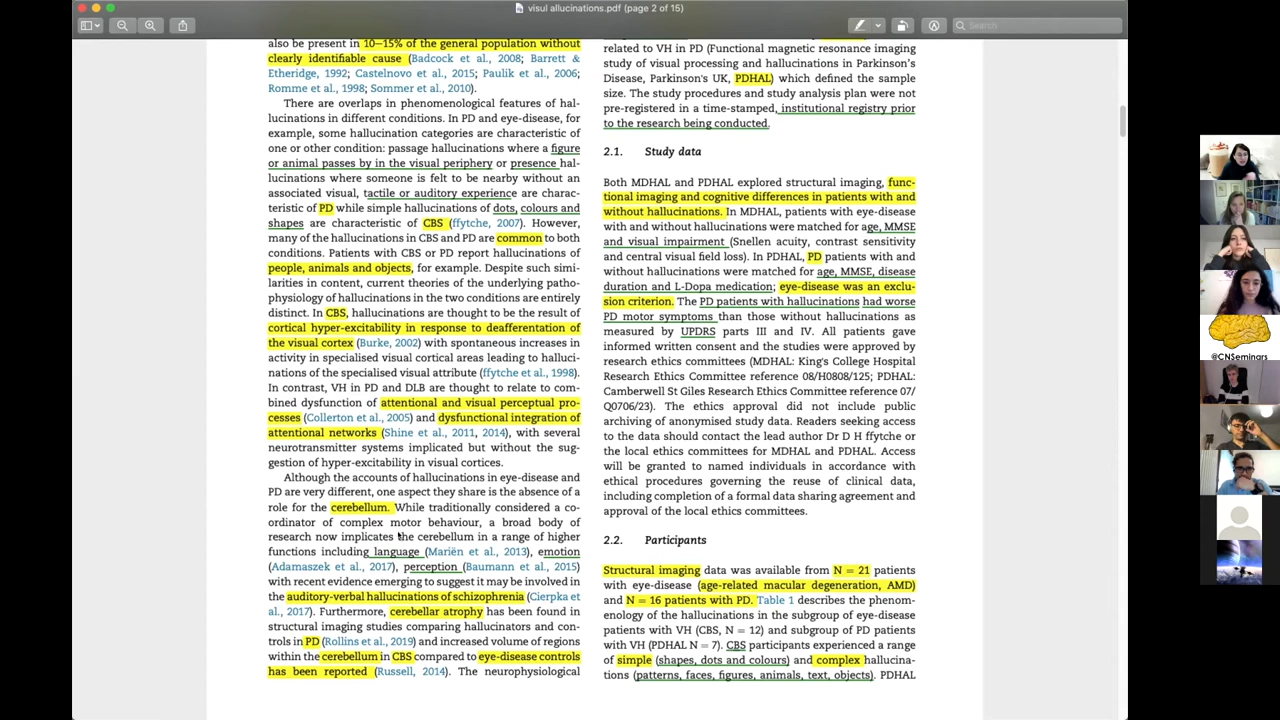 visul allucinations.pdf (page 2 of 15)
Search
also be present in 10–15% of the general population without
clearly identifiable cause (Badcock et al., 2008; Barrett &
Etheridge, 1992; Castelnovo et al., 2015; Paulik et al., 2006;
Romme et al., 1998; Sommer et al., 2010).
There are overlaps in phenomenological features of hal-
lucinations in different conditions. In PD and eye-disease, for
example, some hallucination categories are characteristic of
one or other condition: passage hallucinations where a figure
or animal passes by in the visual periphery or presence hal-
lucinations where someone is felt to be nearby without an
associated visual, tactile or auditory experience are charac-
teristic of PD while simple hallucinations of dots, colours and
shapes are characteristic of CBS (ffytche, 2007). However,
many of the hallucinations in CBS and PD are common to both
conditions. Patients with CBS or PD report hallucinations of
people, animals and objects, for example. Despite such simi-
larities in content, current theories of the underlying patho-
physiology of hallucinations in the two conditions are entirely
distinct. In CBS, hallucinations are thought to be the result of
cortical hyper-excitability in response to deafferentation of
the visual cortex (Burke, 2002) with spontaneous increases in
activity in specialised visual cortical areas leading to halluci-
nations of the specialised visual attribute (ffytche et al., 1998).
In contrast, VH in PD and DLB are thought to relate to com-
bined dysfunction of attentional and visual perceptual pro-
cesses (Collerton et al., 2005) and dysfunctional integration of
attentional networks (Shine et al., 2011, 2014), with several
neurotransmitter systems implicated but without the sug-
gestion of hyper-excitability in visual cortices.
Although the accounts of hallucinations in eye-disease and
PD are very different, one aspect they share is the absence of a
role for the cerebellum. While traditionally considered a co-
ordinator of complex motor behaviour, a broad body of
research now implicates the cerebellum in a range of higher
functions including language (Mariën et al., 2013), emotion
(Adamaszek et al., 2017), perception (Baumann et al., 2015)
with recent evidence emerging to suggest it may be involved in
the auditory-verbal hallucinations of schizophrenia (Cierpka et
al., 2017). Furthermore, cerebellar atrophy has been found in
structural imaging studies comparing hallucinators and con-
trols in PD (Rollins et al., 2019) and increased volume of regions
within the cerebellum in CBS compared to eye-disease controls
has been reported (Russell, 2014). The neurophysiological
related to VH in PD (Functional magnetic resonance imaging
study of visual processing and hallucinations in Parkinson's
Disease, Parkinson's UK, PDHAL) which defined the sample
size. The study procedures and study analysis plan were not
pre-registered in a time-stamped, institutional registry prior
to the research being conducted.
2.1. Study data
Both MDHAL and PDHAL explored structural imaging, func-
tional imaging and cognitive differences in patients with and
without hallucinations. In MDHAL, patients with eye-disease
with and without hallucinations were matched for age, MMSE
and visual impairment (Snellen acuity, contrast sensitivity
and central visual field loss). In PDHAL, PD patients with and
without hallucinations were matched for age, MMSE, disease
duration and L-Dopa medication; eye-disease was an exclu-
sion criterion. The PD patients with hallucinations had worse
PD motor symptoms than those without hallucinations as
measured by UPDRS parts III and IV. All patients gave
informed written consent and the studies were approved by
research ethics committees (MDHAL: King's College Hospital
Research Ethics Committee reference 08/H0808/125; PDHAL:
Camberwell St Giles Research Ethics Committee reference 07/
Q0706/23). The ethics approval did not include public
archiving of anonymised study data. Readers seeking access
to the data should contact the lead author Dr D H ffytche or
the local ethics committees for MDHAL and PDHAL. Access
will be granted to named individuals in accordance with
ethical procedures governing the reuse of clinical data,
including completion of a formal data sharing agreement and
approval of the local ethics committees.
2.2. Participants
Structural imaging data was available from N = 21 patients
with eye-disease (age-related macular degeneration, AMD)
and N = 16 patients with PD. Table 1 describes the phenom-
enology of the hallucinations in the subgroup of eye-disease
patients with VH (CBS, N = 12) and subgroup of PD patients
with VH (PDHAL N = 7). CBS participants experienced a range
of simple (shapes, dots and colours) and complex hallucina-
tions (patterns, faces, figures, animals, text, objects). PDHAL
@CNSeminars